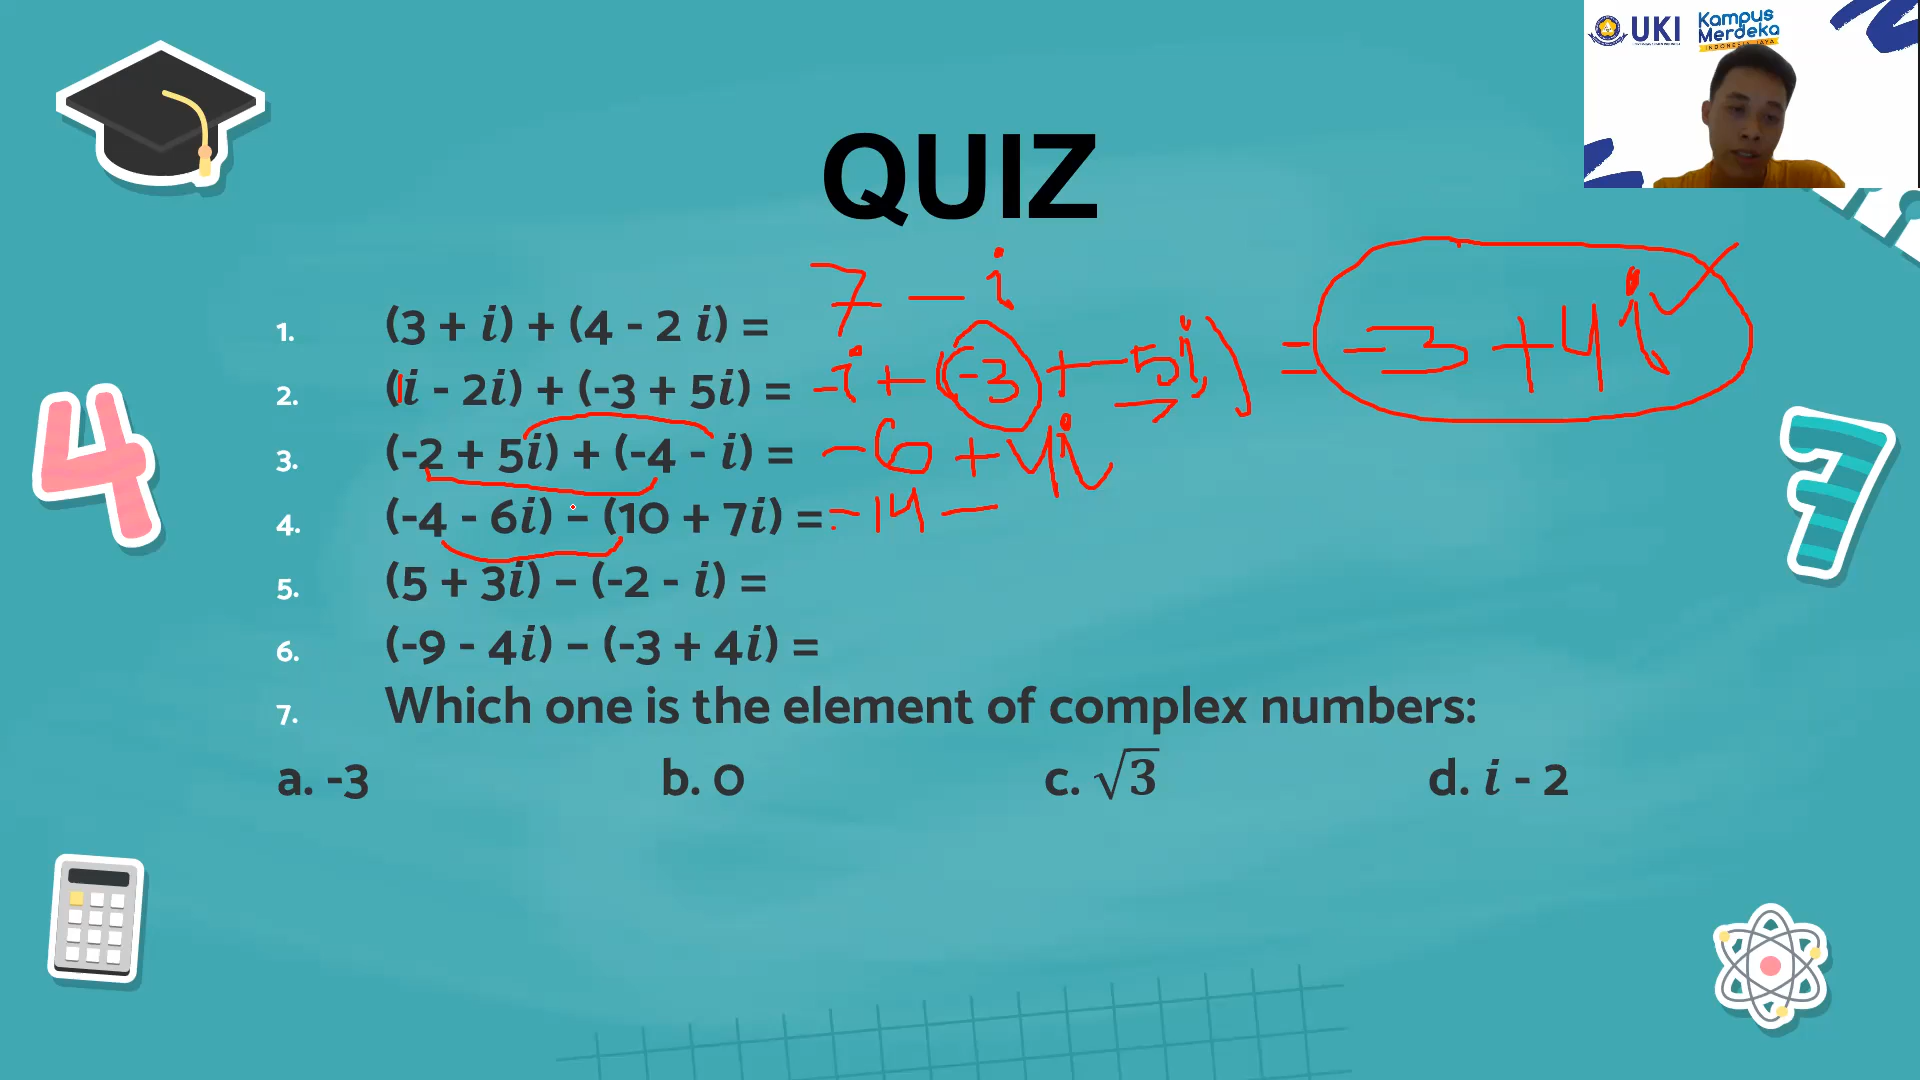 UKI
Kampus
Merdeka
INDONESIA JAYA
QUIZ
1. (3 + i) + (4 - 2 i) = 7 - i
2. (i - 2i) + (-3 + 5i) = -i + (-3 + 5i) = -3 + 4i
3. (-2 + 5i) + (-4 - i) = -6 + 4i
4. (-4 - 6i) – (10 + 7i) = -14 -
5. (5 + 3i) – (-2 - i) =
6. (-9 - 4i) – (-3 + 4i) =
7. Which one is the element of complex numbers:
a. -3 b. 0 c. √3 d. i - 2
4
7